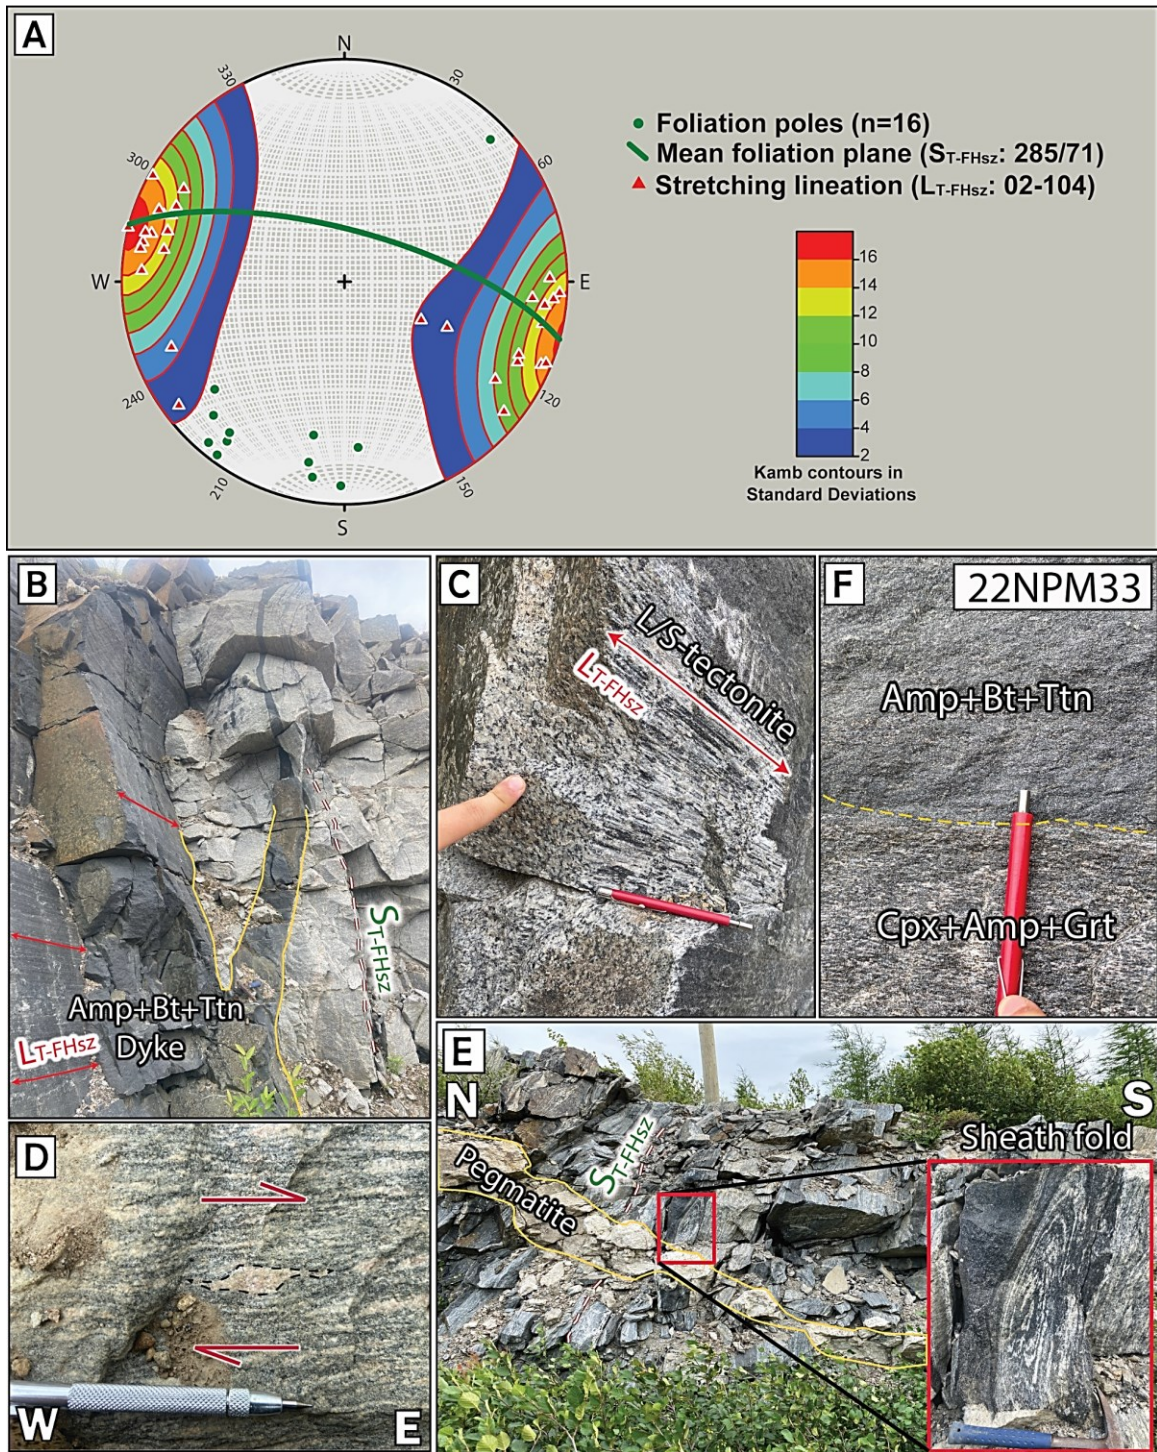 A
N
30
60
E
120
150
S
210
240
W
300
330
Foliation poles (n=16)
Mean foliation plane (ST-FHsz: 285/71)
Stretching lineation (LT-FHsz: 02-104)
16
14
12
10
8
6
4
2
Kamb contours in
Standard Deviations
B
ST-FHsz
Amp+Bt+Ttn
Dyke
LT-FHsz
C
L/S-tectonite
LT-FHsz
F
22NPM33
Amp+Bt+Ttn
Cpx+Amp+Grt
D
W
E
E
N
S
ST-FHsz
Pegmatite
Sheath fold